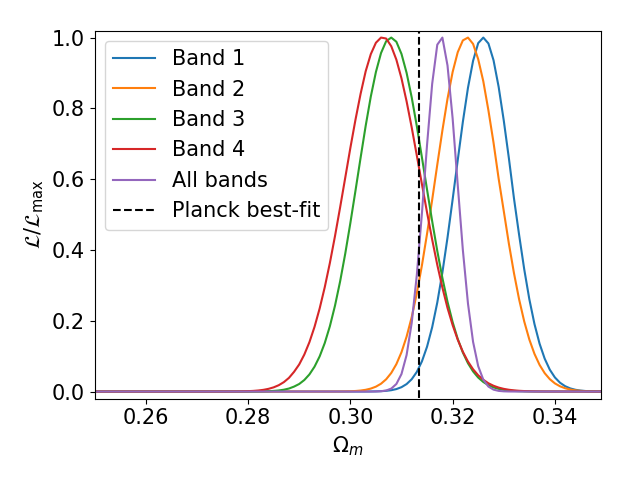 1.0
0.8
0.6
0.4
0.2
0.0
ℒ/ℒmax
Band 1
Band 2
Band 3
Band 4
All bands
Planck best-fit
0.26 0.28 0.30 0.32 0.34
Ωm